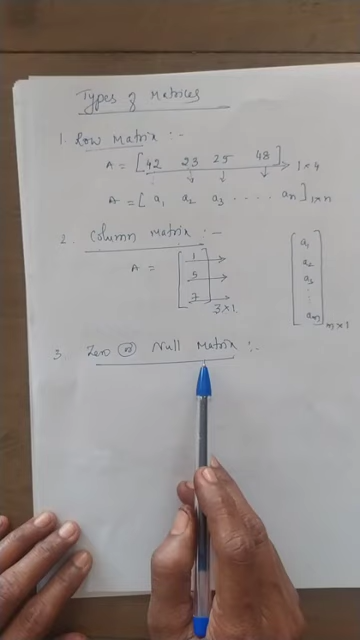 Types of Matrices
1. Row Matrix :-
A = [42 23 25 48] 1×4
A = [a₁ a₂ a₃ .... aₙ] 1×n
2. Column Matrix :-
A = [1 5 7] 3×1
[a₁ a₂ a₃ : aₘ] m×1
3 Zero or Null Matrix :-